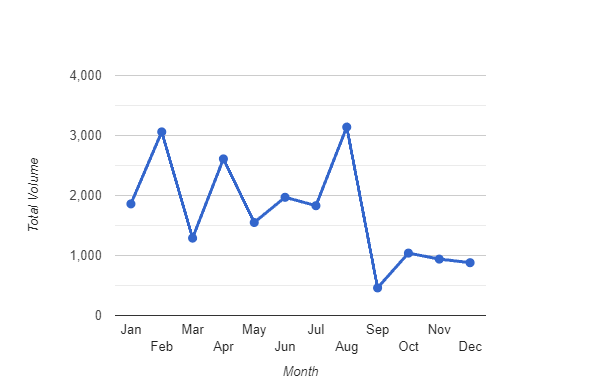 4,000
3,000
2,000
1,000
0
Total Volume
Jan
Feb
Mar
Apr
May
Jun
Jul
Aug
Sep
Oct
Nov
Dec
Month